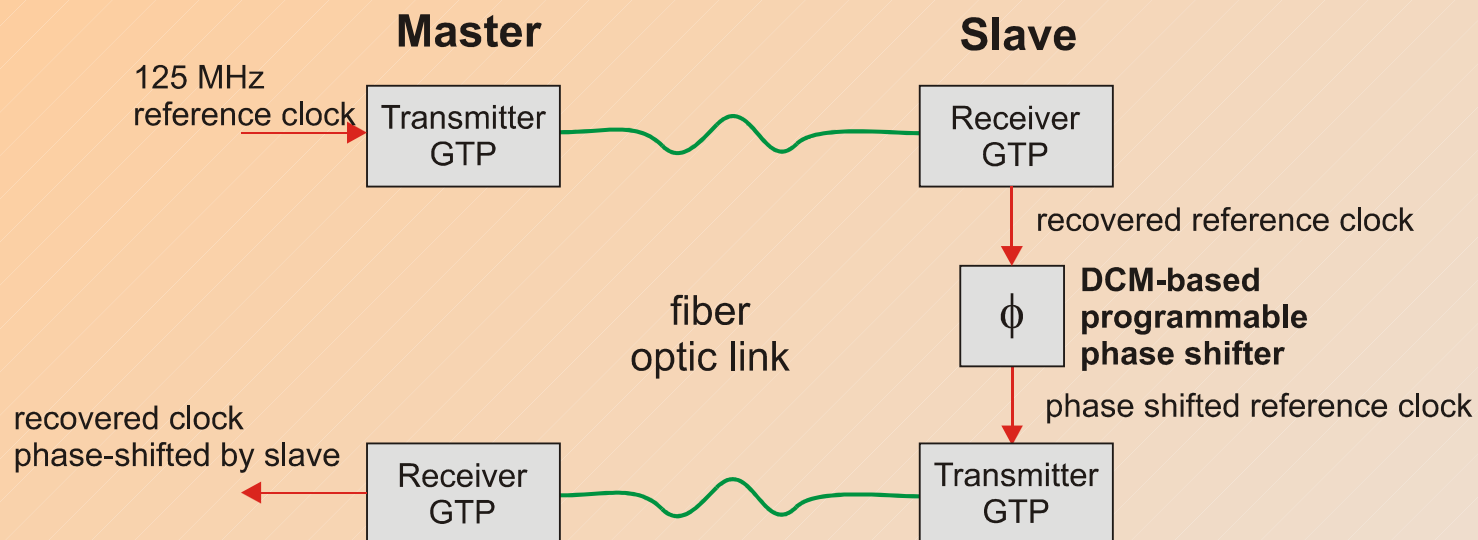 Master
Slave
125 MHz
reference clock
Transmitter
GTP
Receiver
GTP
recovered reference clock
ϕ
DCM-based
programmable
phase shifter
fiber
optic link
phase shifted reference clock
recovered clock
phase-shifted by slave
Receiver
GTP
Transmitter
GTP